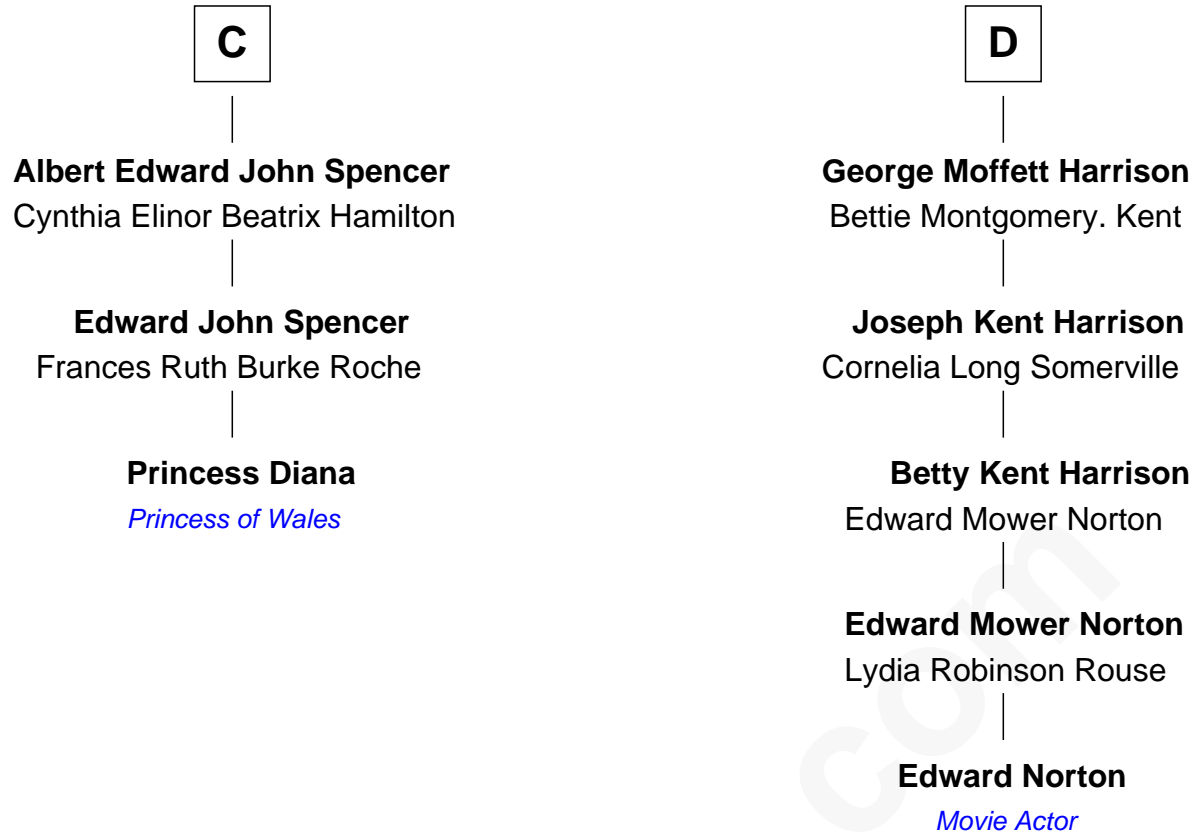 C
Albert Edward John Spencer
Cynthia Elinor Beatrix Hamilton
Edward John Spencer
Frances Ruth Burke Roche
Princess Diana
Princess of Wales
D
George Moffett Harrison
Bettie Montgomery. Kent
Joseph Kent Harrison
Cornelia Long Somerville
Betty Kent Harrison
Edward Mower Norton
Edward Mower Norton
Lydia Robinson Rouse
Edward Norton
Movie Actor
com